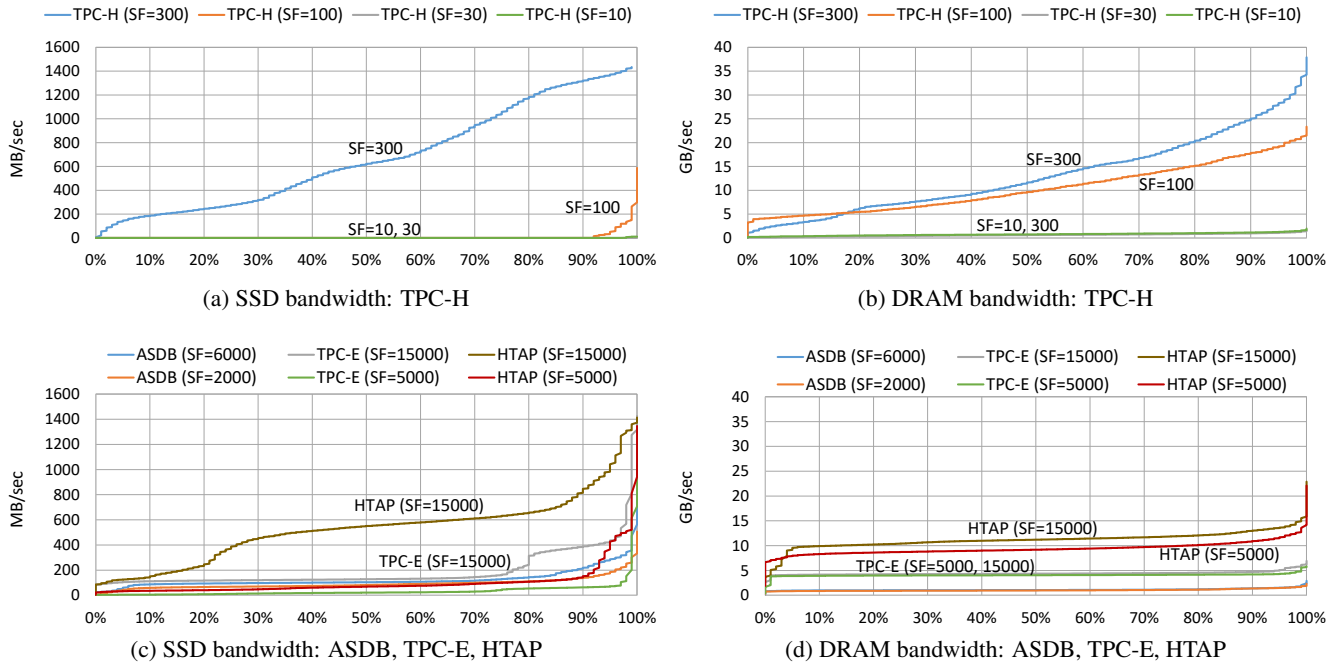 TPC-H (SF=300) TPC-H (SF=100) TPC-H (SF=30) TPC-H (SF=10)
1600
1400
1200
1000
800
600
400
200
0
MB/sec
SF=300
SF=100
SF=10, 30
0% 10% 20% 30% 40% 50% 60% 70% 80% 90% 100%
(a) SSD bandwidth: TPC-H
TPC-H (SF=300) TPC-H (SF=100) TPC-H (SF=30) TPC-H (SF=10)
40
35
30
25
20
15
10
5
0
GB/sec
SF=300
SF=100
SF=10, 300
0% 10% 20% 30% 40% 50% 60% 70% 80% 90% 100%
(b) DRAM bandwidth: TPC-H
ASDB (SF=6000) TPC-E (SF=15000) HTAP (SF=15000)
ASDB (SF=2000) TPC-E (SF=5000) HTAP (SF=5000)
1600
1400
1200
1000
800
600
400
200
0
MB/sec
HTAP (SF=15000)
TPC-E (SF=15000)
0% 10% 20% 30% 40% 50% 60% 70% 80% 90% 100%
(c) SSD bandwidth: ASDB, TPC-E, HTAP
ASDB (SF=6000) TPC-E (SF=15000) HTAP (SF=15000)
ASDB (SF=2000) TPC-E (SF=5000) HTAP (SF=5000)
40
35
30
25
20
15
10
5
0
GB/sec
HTAP (SF=15000)
HTAP (SF=5000)
TPC-E (SF=5000, 15000)
0% 10% 20% 30% 40% 50% 60% 70% 80% 90% 100%
(d) DRAM bandwidth: ASDB, TPC-E, HTAP